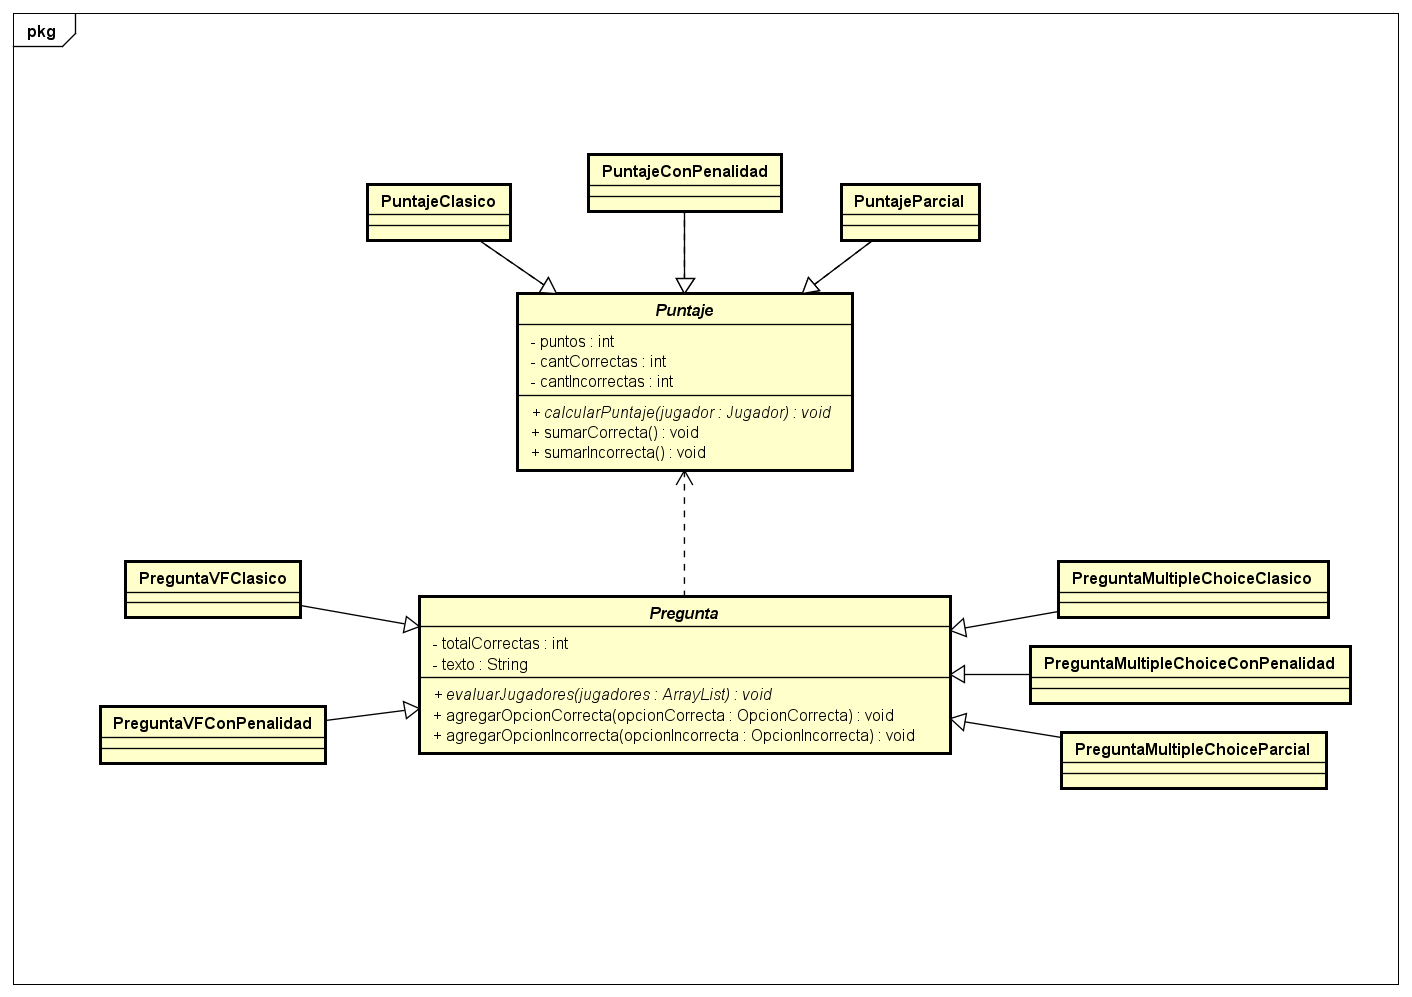 pkg
PuntajeClasico
PuntajeConPenalidad
PuntajeParcial
Puntaje
- puntos : int
- cantCorrectas : int
- cantIncorrectas : int
+ calcularPuntaje(jugador : Jugador) : void
+ sumarCorrecta() : void
+ sumarIncorrecta() : void
PreguntaVFClasico
PreguntaVFConPenalidad
Pregunta
- totalCorrectas : int
- texto : String
+ evaluarJugadores(jugadores : ArrayList) : void
+ agregarOpcionCorrecta(opcionCorrecta : OpcionCorrecta) : void
+ agregarOpcionIncorrecta(opcionIncorrecta : OpcionIncorrecta) : void
PreguntaMultipleChoiceClasico
PreguntaMultipleChoiceConPenalidad
PreguntaMultipleChoiceParcial